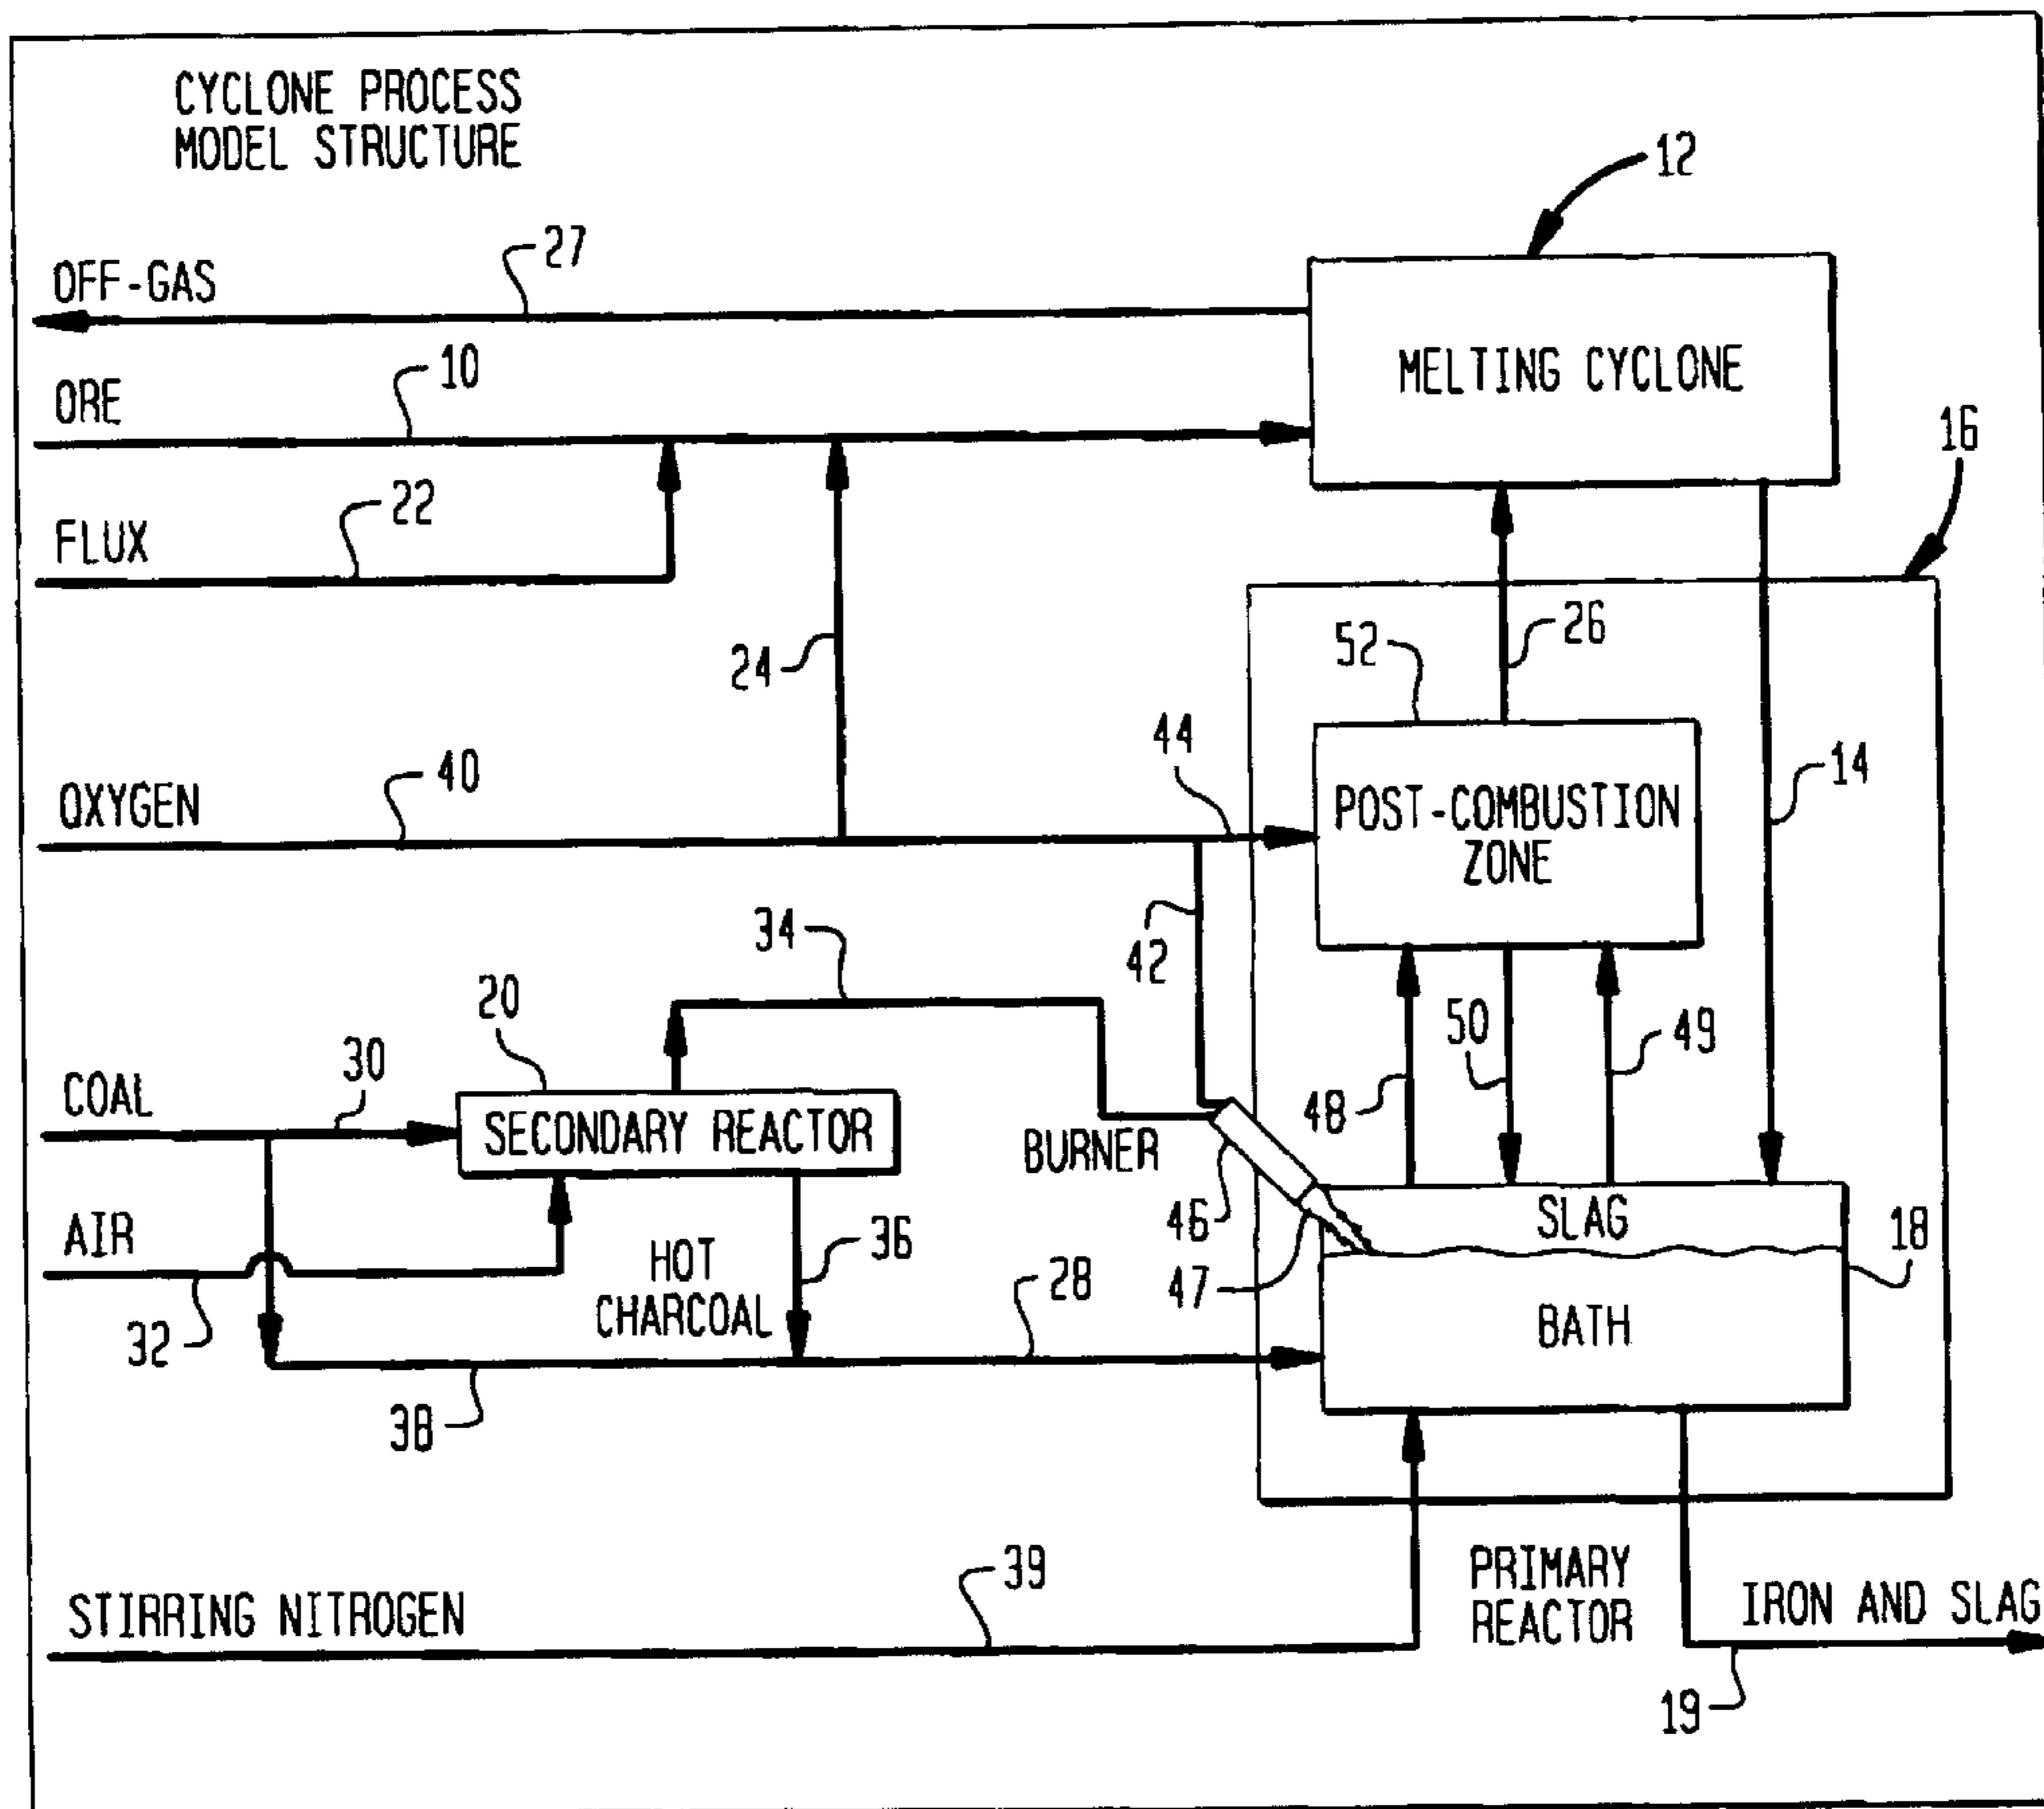 CYCLONE PROCESS
MODEL STRUCTURE
12
27
OFF-GAS
10
ORE
MELTING CYCLONE
16
22
FLUX
52
26
24
44
14
40
OXYGEN
POST-COMBUSTION
ZONE
34
42
20
50
49
30
COAL
48
SECONDARY REACTOR
BURNER
46
SLAG
18
AIR
36
HOT
CHARCOAL
28
47
32
BATH
38
39
PRIMARY
REACTOR
STIRRING NITROGEN
IRON AND SLAG
19